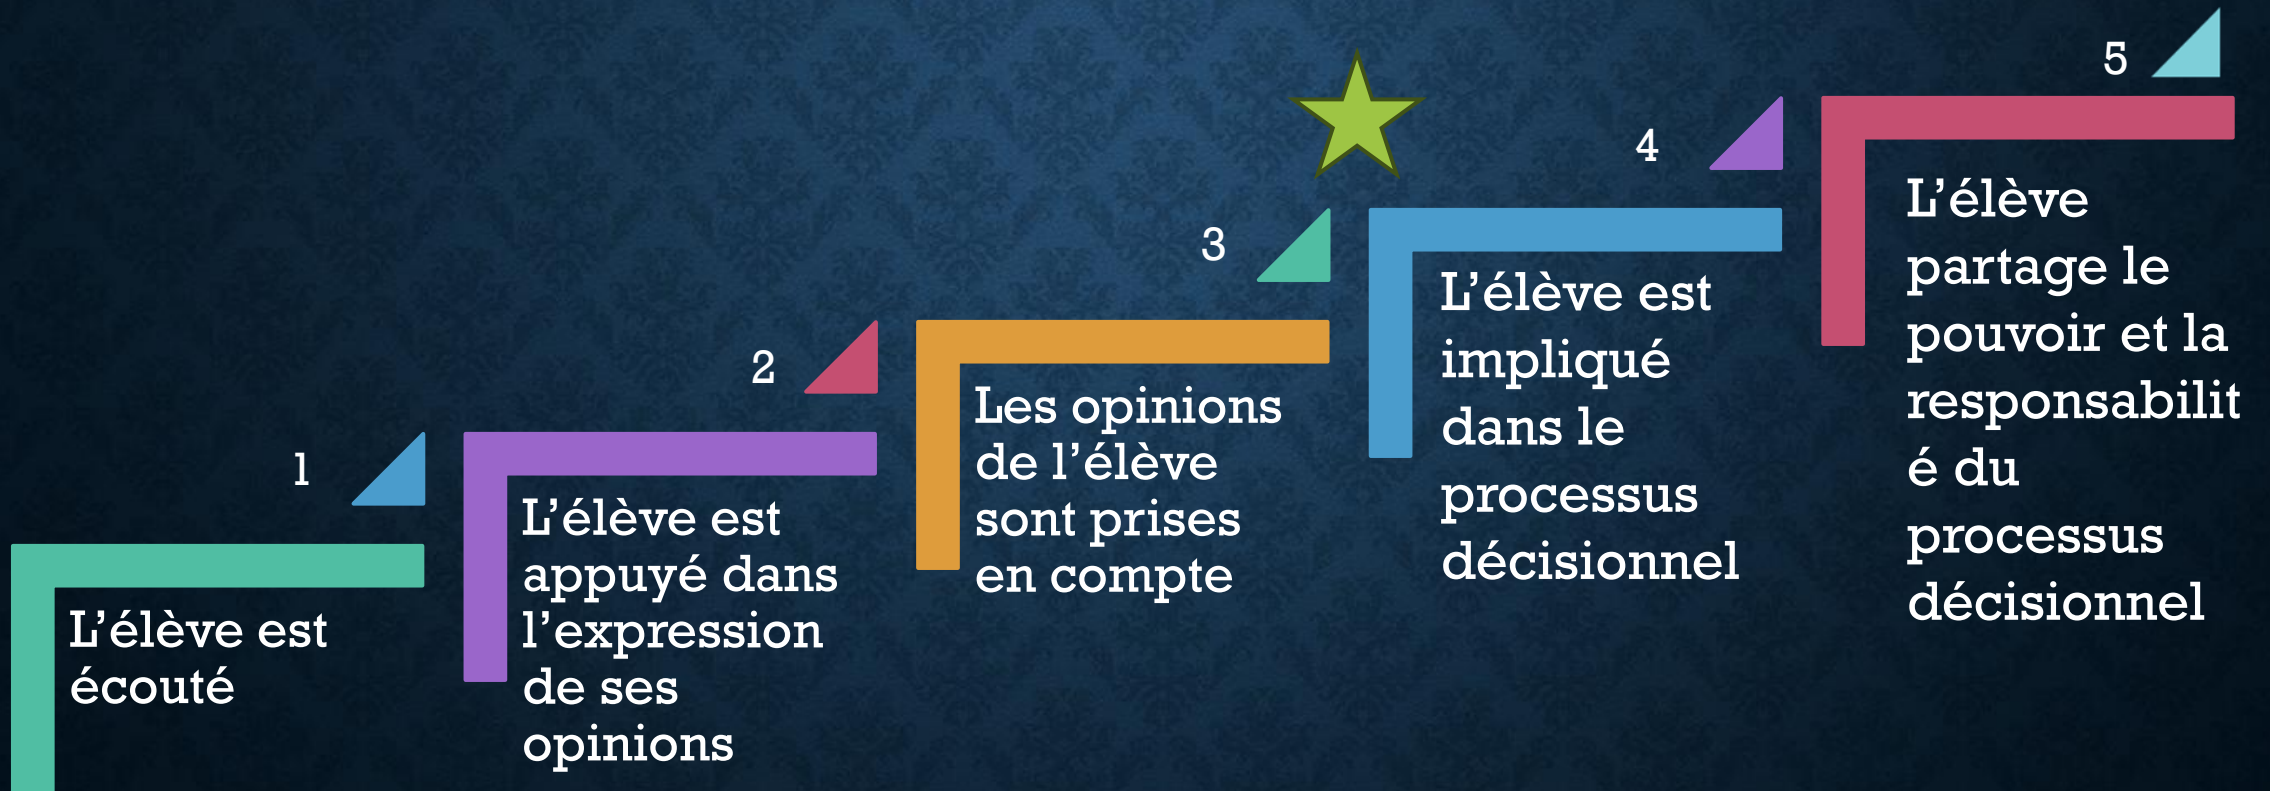 1
L’élève est
écouté
2
L’élève est
appuyé dans
l’expression
de ses
opinions
3
Les opinions
de l’élève
sont prises
en compte
4
L’élève est
impliqué
dans le
processus
décisionnel
5
L’élève
partage le
pouvoir et la
responsabilit
é du
processus
décisionnel